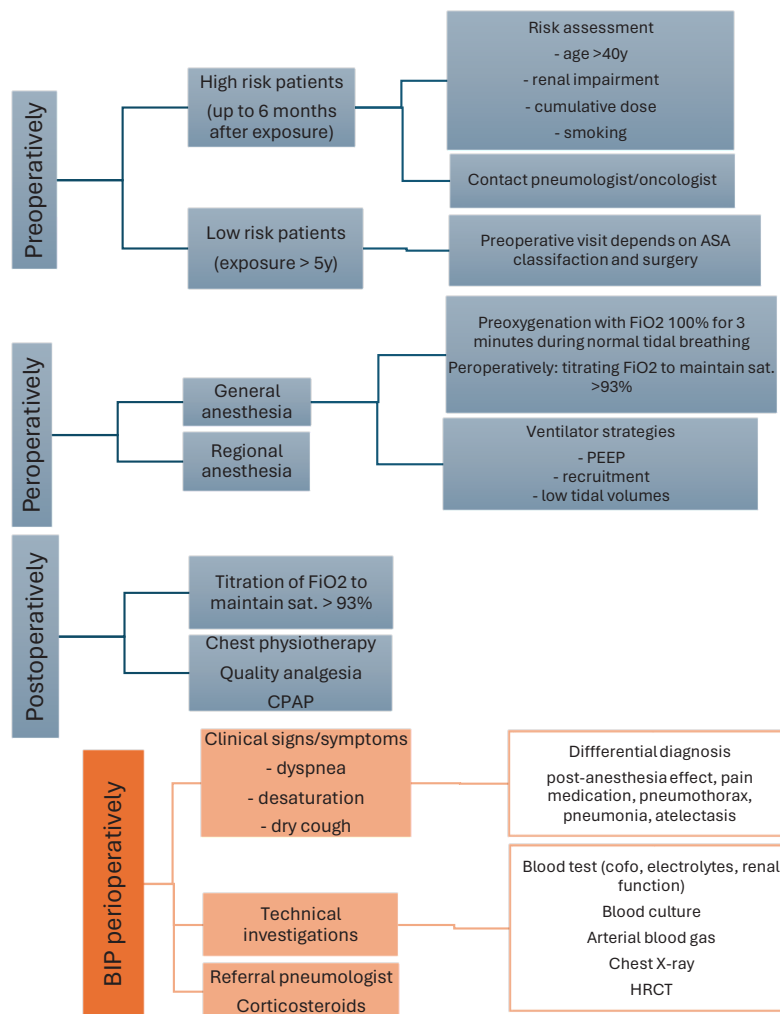 Preoperatively
High risk patients
(up to 6 months
after exposure)
Risk assessment
- age >40y
- renal impairment
- cumulative dose
- smoking
Contact pneumologist/oncologist
Low risk patients
(exposure > 5y)
Preoperative visit depends on ASA
classifaction and surgery
Peroperatively
General
anesthesia
Preoxygenation with FiO2 100% for 3
minutes during normal tidal breathing
Peroperatively: titrating FiO2 to maintain sat.
>93%
Ventilator strategies
- PEEP
- recruitment
- low tidal volumes
Regional
anesthesia
Postoperatively
Titration of FiO2 to
maintain sat. > 93%
Chest physiotherapy
Quality analgesia
CPAP
BIP perioperatively
Clinical signs/symptoms
- dyspnea
- desaturation
- dry cough
Diffferential diagnosis
post-anesthesia effect, pain
medication, pneumothorax,
pneumonia, atelectasis
Technical
investigations
Blood test (cofo, electrolytes, renal
function)
Blood culture
Arterial blood gas
Chest X-ray
HRCT
Referral pneumologist
Corticosteroids